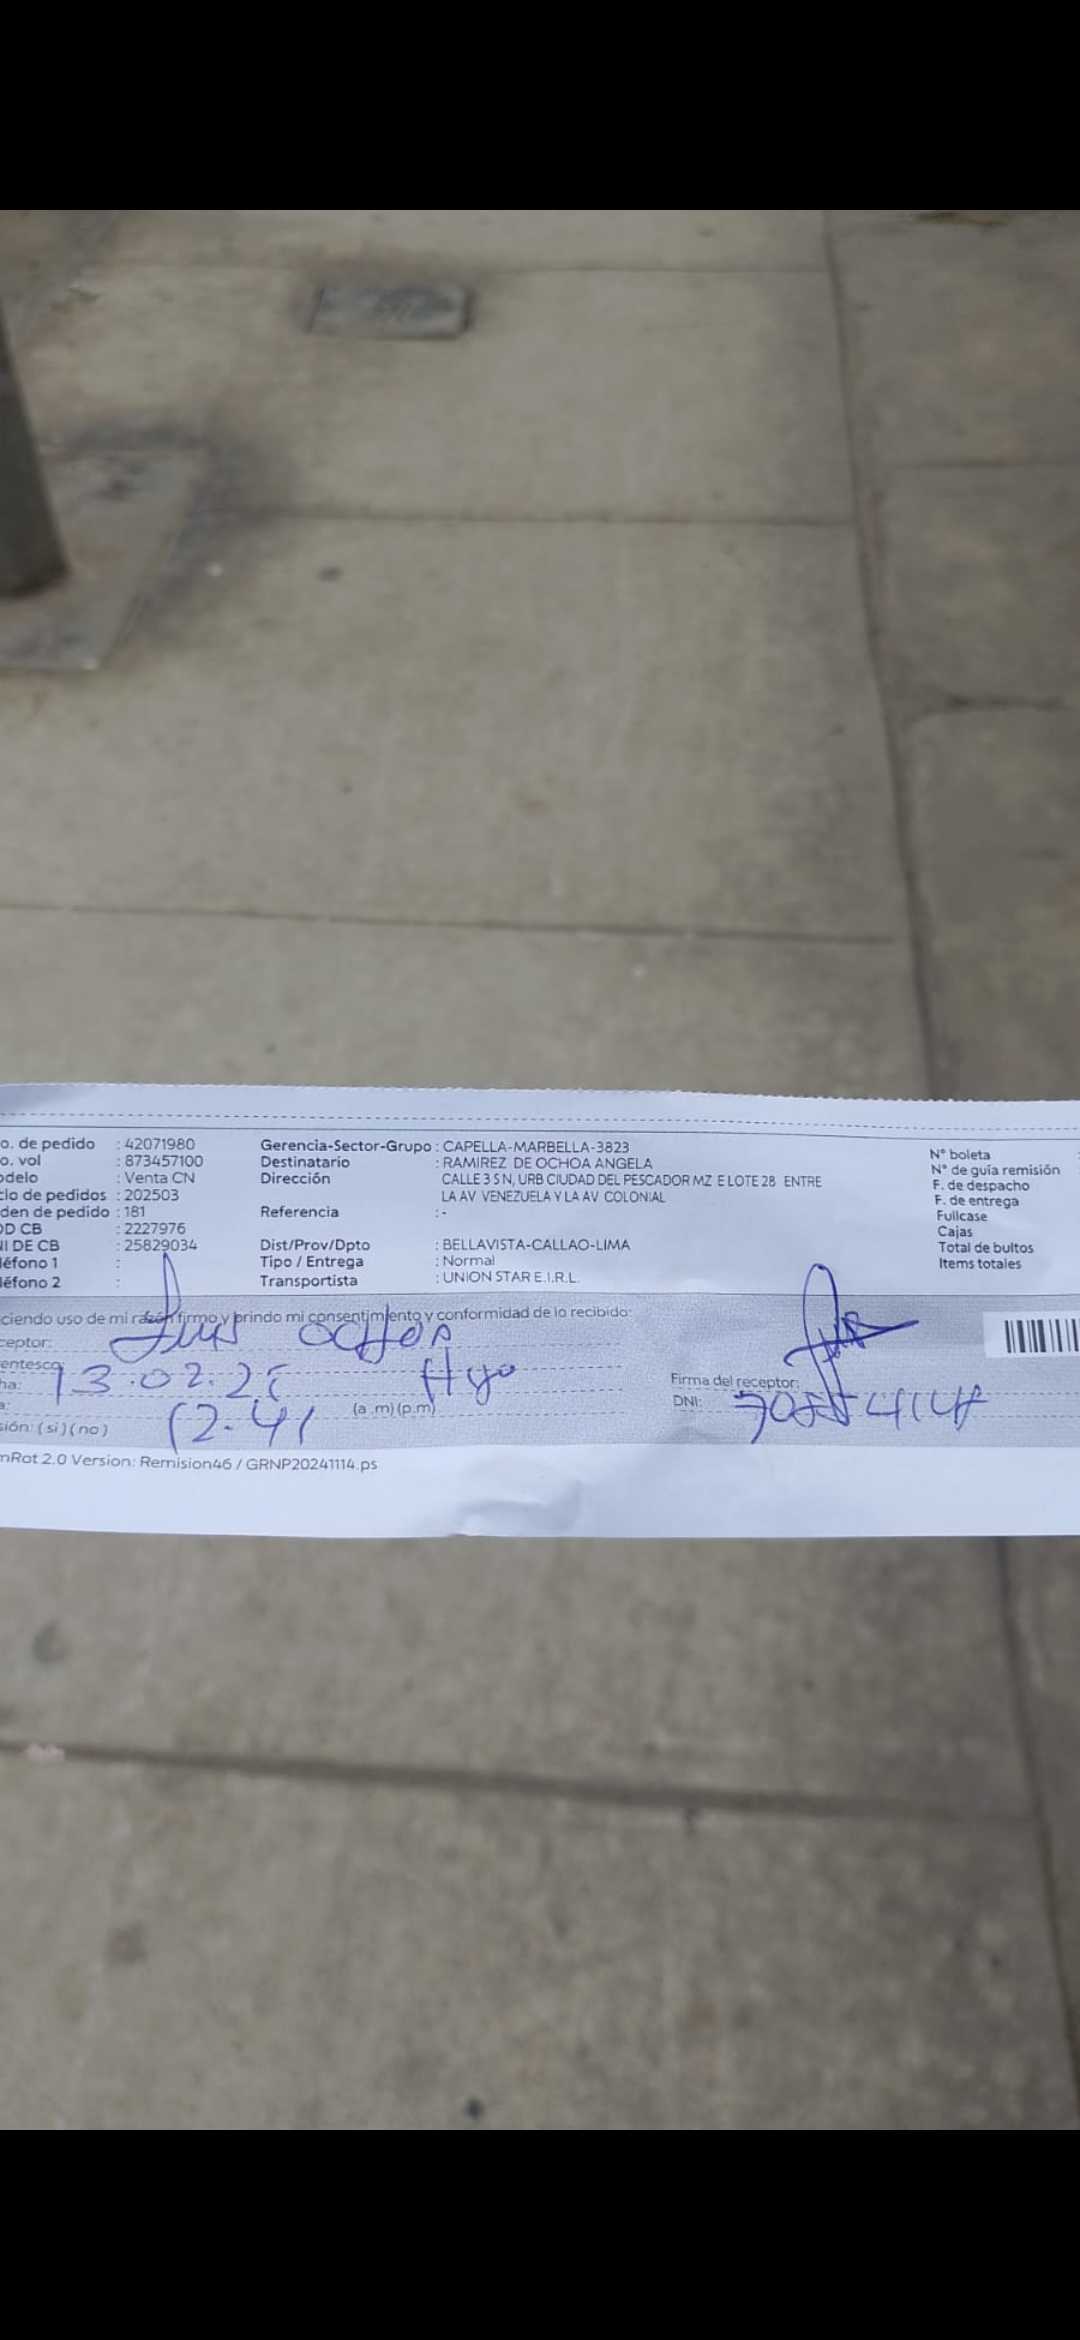 o. de pedido : 42071980
o. vol : 873457100
odelo : Venta CN
clo de pedidos : 202503
den de pedido : 181
OD CB : 2227976
NI DE CB : 25829034
léfono 1 :
léfono 2 :
Gerencia-Sector-Grupo : CAPELLA-MARBELLA-3823
Destinatario : RAMIREZ DE OCHOA ANGELA
Dirección CALLE 3 S N, URB CIUDAD DEL PESCADOR MZ E LOTE 28 ENTRE
LA AV VENEZUELA Y LA AV COLONIAL
Referencia : -
Dist/Prov/Dpto : BELLAVISTA-CALLAO-LIMA
Tipo / Entrega : Normal
Transportista : UNION STAR E.I.R.L.
N° boleta
N° de guía remisión
F. de despacho
F. de entrega
Fullcase
Cajas
Total de bultos
Items totales
ciendo uso de mi razón firmo y brindo mi consentimiento y conformidad de lo recibido:
ceptor: Luis OCHOA
entesco:
ha: 13.02.25 Hijo
a: 12.41 (a.m) (p.m)
sión: (si) (no)
Firma del receptor:
DNI:
mRot 2.0 Version: Remision46 / GRNP20241114.ps